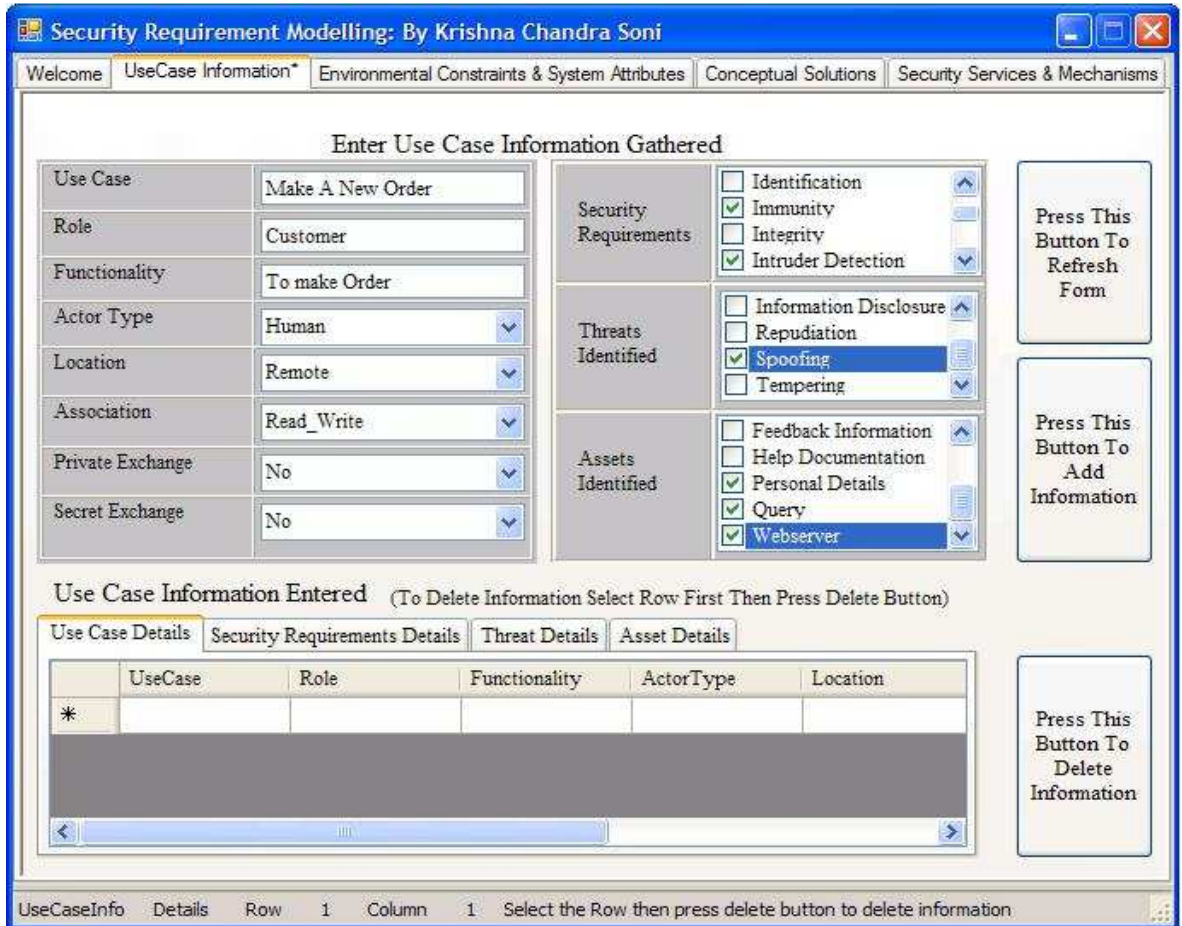 Security Requirement Modelling: By Krishna Chandra Soni
Welcome
UseCase Information*
Environmental Constraints & System Attributes
Conceptual Solutions
Security Services & Mechanisms
Enter Use Case Information Gathered
Use Case
Make A New Order
Role
Customer
Functionality
To make Order
Actor Type
Human
Location
Remote
Association
Read_Write
Private Exchange
No
Secret Exchange
No
Security
Requirements
Identification
Immunity
Integrity
Intruder Detection
Threats
Identified
Information Disclosure
Repudiation
Spoofing
Tempering
Assets
Identified
Feedback Information
Help Documentation
Personal Details
Query
Webserver
Press This
Button To
Refresh
Form
Press This
Button To
Add
Information
Use Case Information Entered (To Delete Information Select Row First Then Press Delete Button)
Use Case Details
Security Requirements Details
Threat Details
Asset Details
UseCase
Role
Functionality
ActorType
Location
Press This
Button To
Delete
Information
UseCaseInfo Details Row 1 Column 1 Select the Row then press delete button to delete information